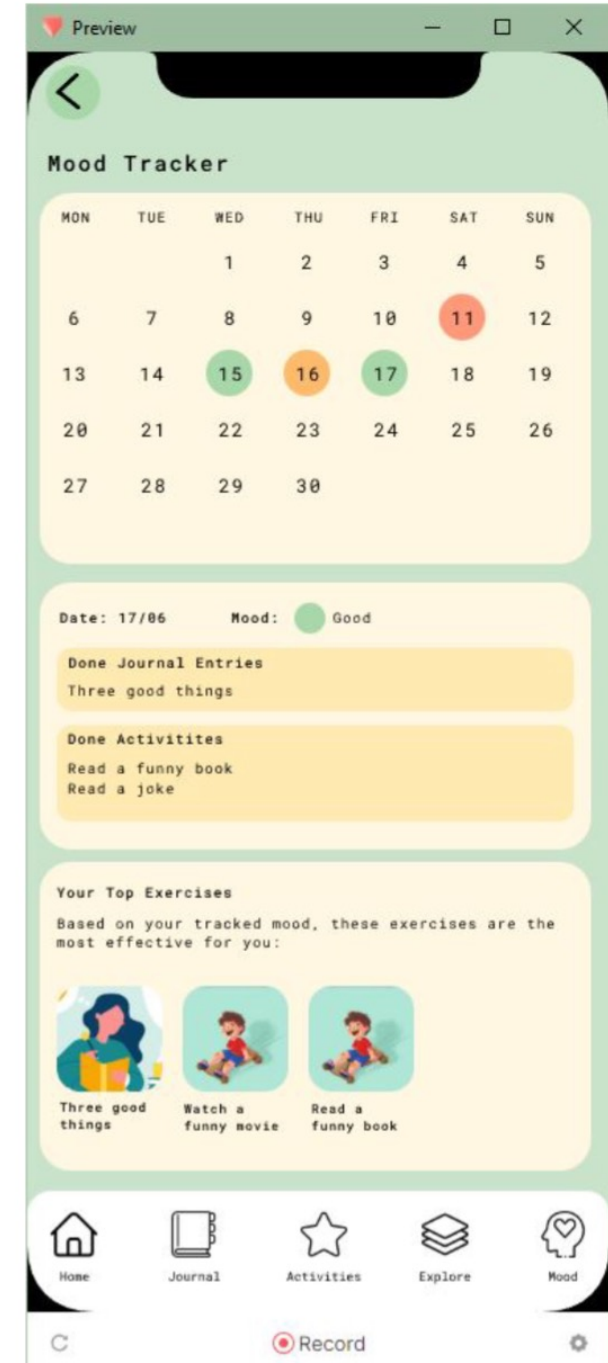 Preview
Mood Tracker
MON TUE WED THU FRI SAT SUN
1 2 3 4 5
6 7 8 9 10 11 12
13 14 15 16 17 18 19
20 21 22 23 24 25 26
27 28 29 30
Date: 17/06 Mood: Good
Done Journal Entries
Three good things
Done Activitites
Read a funny book
Read a joke
Your Top Exercises
Based on your tracked mood, these exercises are the
most effective for you:
Three good things
Watch a funny movie
Read a funny book
Home Journal Activities Explore Mood
Record